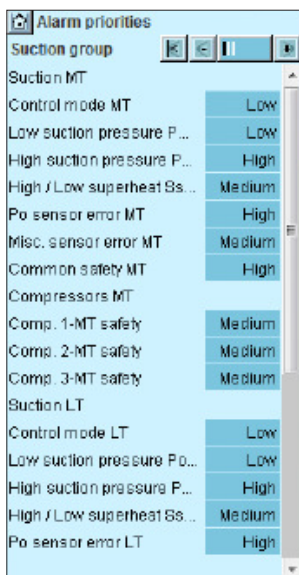 Alarm priorities
Suction group
Suction MT
Control mode MT Low
Low suction pressure P... Low
High suction pressure P... High
High / Low superheat Ss... Medium
Po sensor error MT High
Misc. sensor error MT Medium
Common safety MT High
Compressors MT
Comp. 1-MT safety Medium
Comp. 2-MT safety Medium
Comp. 3-MT safety Medium
Suction LT
Control mode LT Low
Low suction pressure Po... Low
High suction pressure P... High
High / Low superheat Ss... Medium
Po sensor error LT High